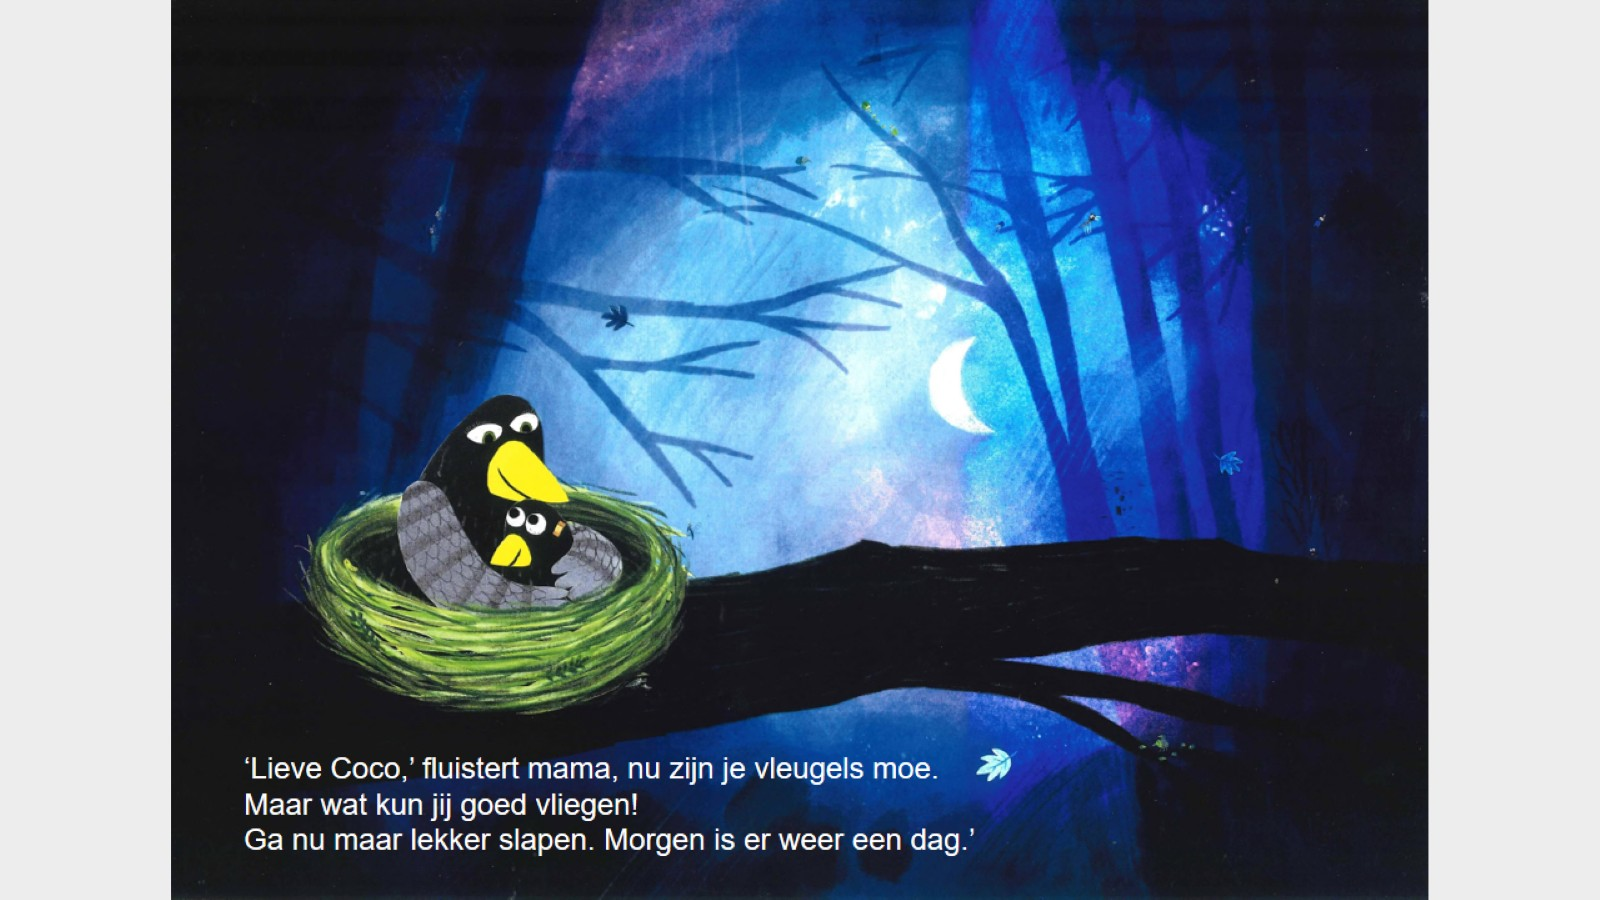 ‘Lieve Coco,’ fluistert mama, nu zijn je vleugels moe.
Maar wat kun jij goed vliegen!
Ga nu maar lekker slapen. Morgen is er weer een dag.’